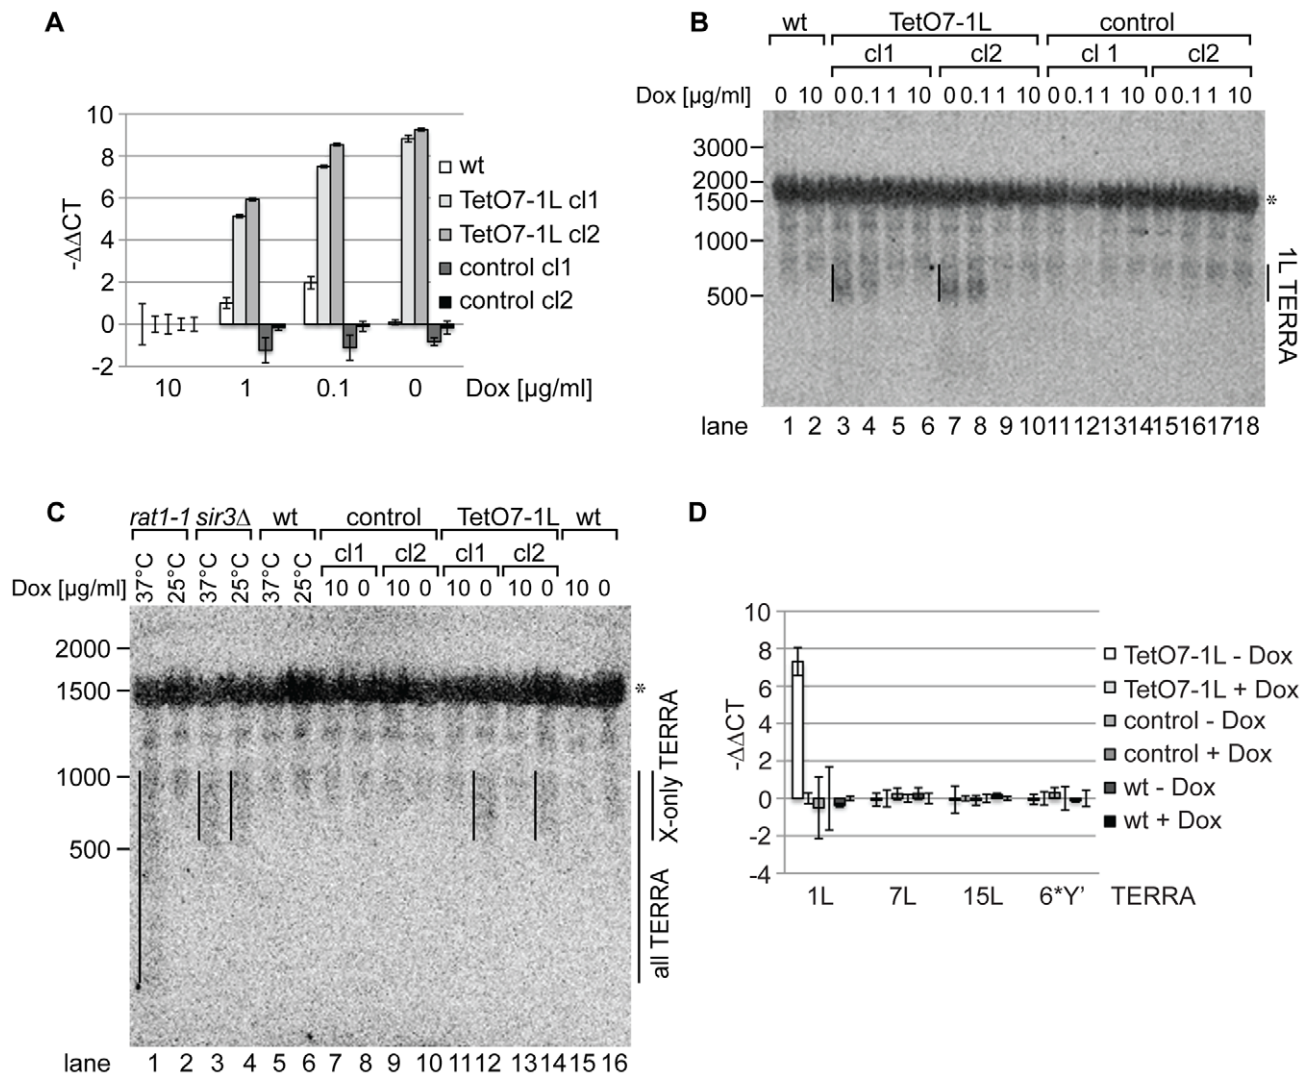 A
10
8
6
4
2
0
-2
-ΔΔCT
10 1 0.1 0 Dox [µg/ml]
wt
TetO7-1L cl1
TetO7-1L cl2
control cl1
control cl2
B
wt TetO7-1L control
cl1 cl2 cl 1 cl2
Dox [µg/ml] 0 10 0 0.1 1 10 0 0.1 1 10 0 0.1 1 10 0 0.1 1 10
3000
2000
1500
1000
500
*
1L TERRA
lane 1 2 3 4 5 6 7 8 9 10 11 12 13 14 15 16 17 18
C
rat1-1 sir3Δ wt control TetO7-1L wt
cl1 cl2 cl1 cl2
Dox [µg/ml] 37°C 25°C 37°C 25°C 37°C 25°C 10 0 10 0 10 0 10 0 10 0
2000
1500
1000
500
*
X-only TERRA
all TERRA
lane 1 2 3 4 5 6 7 8 9 10 11 12 13 14 15 16
D
10
8
6
4
2
0
-2
-4
-ΔΔCT
1L 7L 15L 6*Y' TERRA
TetO7-1L - Dox
TetO7-1L + Dox
control - Dox
control + Dox
wt - Dox
wt + Dox